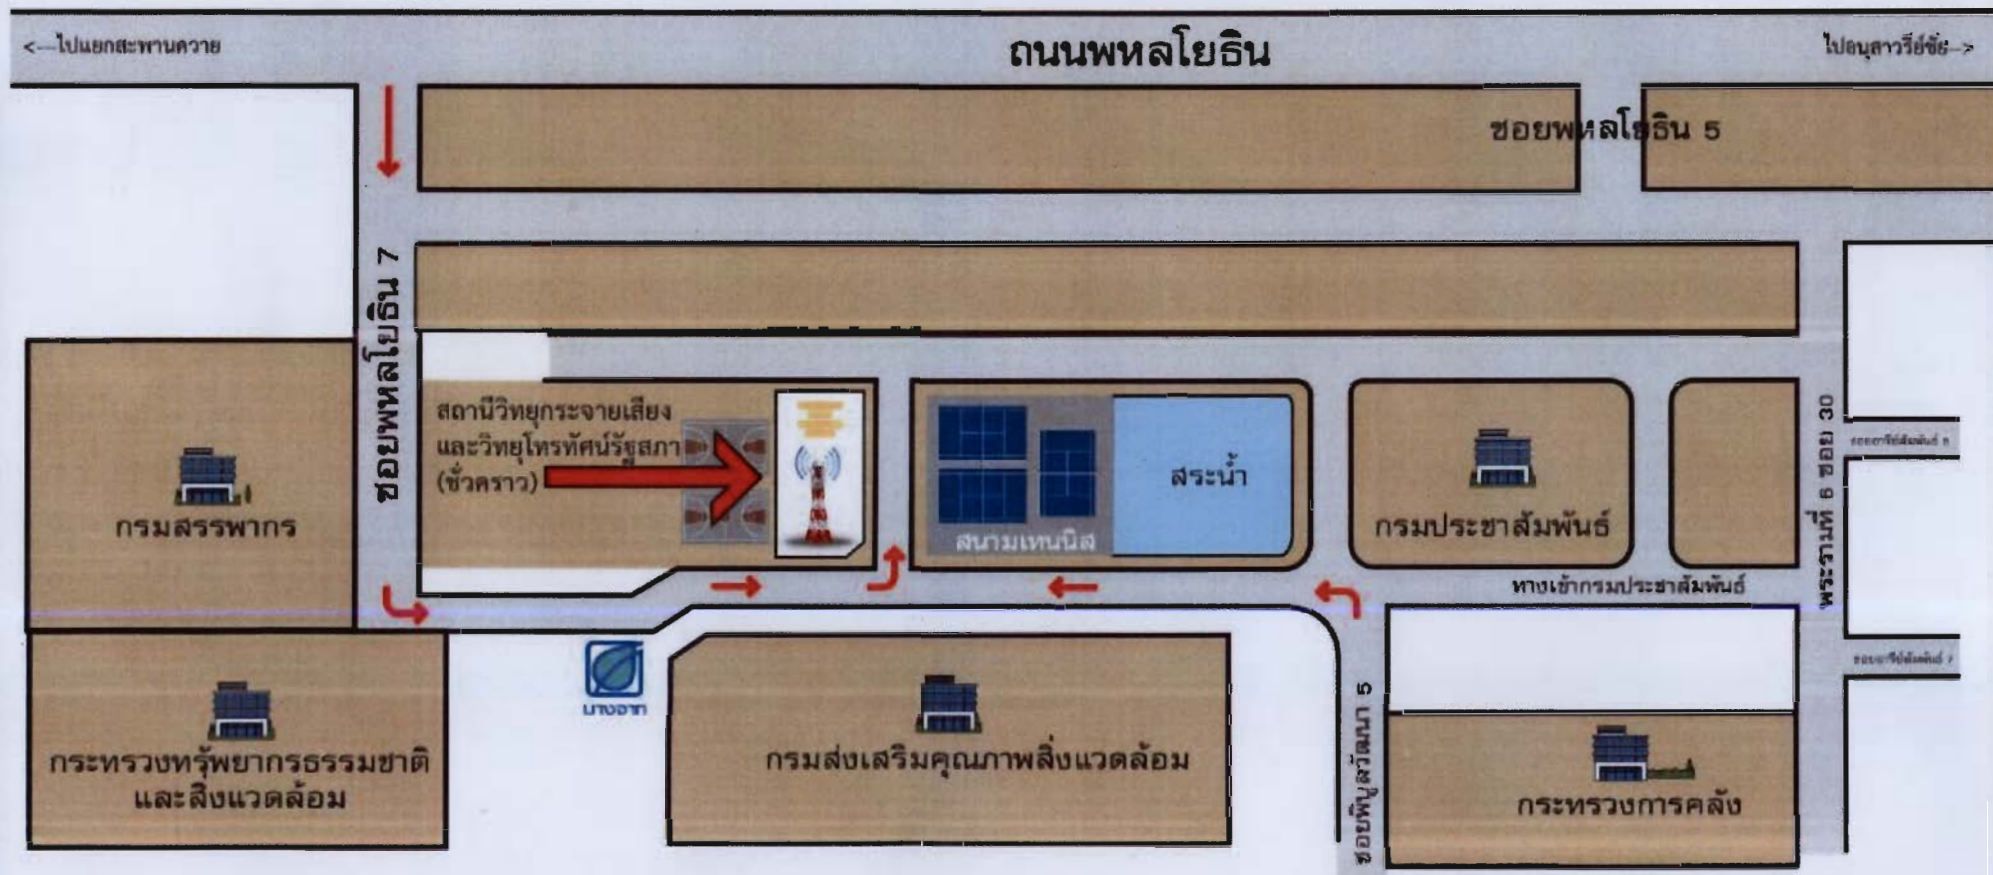 <---ไปแยกสะพานควาย
ถนนพหลโยธิน
ไปอนุสาวรีย์ชัย-->
ซอยพหลโยธิน 5
ซอยพหลโยธิน 7
สถานีวิทยุกระจายเสียง
และวิทยุโทรทัศน์รัฐสภา
(ชั่วคราว)
กรมสรรพากร
สนามเทนนิส
สระน้ำ
กรมประชาสัมพันธ์
พระรามที่ 6 ซอย 30
ทางเข้ากรมประชาสัมพันธ์
บางจาก
กระทรวงทรัพยากรธรรมชาติ
และสิ่งแวดล้อม
กรมส่งเสริมคุณภาพสิ่งแวดล้อม
ซอยพิบูลวัฒนา 5
กระทรวงการคลัง